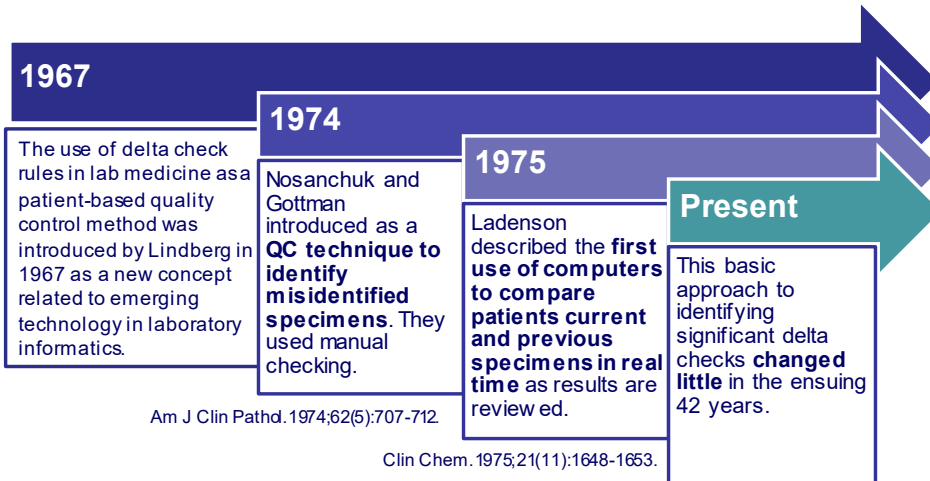 1967
The use of delta check
rules in lab medicine as a
patient-based quality
control method was
introduced by Lindberg in
1967 as a new concept
related to emerging
technology in laboratory
informatics.
1974
Nosanchuk and
Gottman
introduced as a
QC technique to
identify
misidentified
specimens. They
used manual
checking.
Am J Clin Pathol. 1974;62(5):707-712.
1975
Ladenson
described the first
use of computers
to compare
patients current
and previous
specimens in real
time as results are
reviewed.
Clin Chem. 1975;21(11):1648-1653.
Present
This basic
approach to
identifying
significant delta
checks changed
little in the ensuing
42 years.